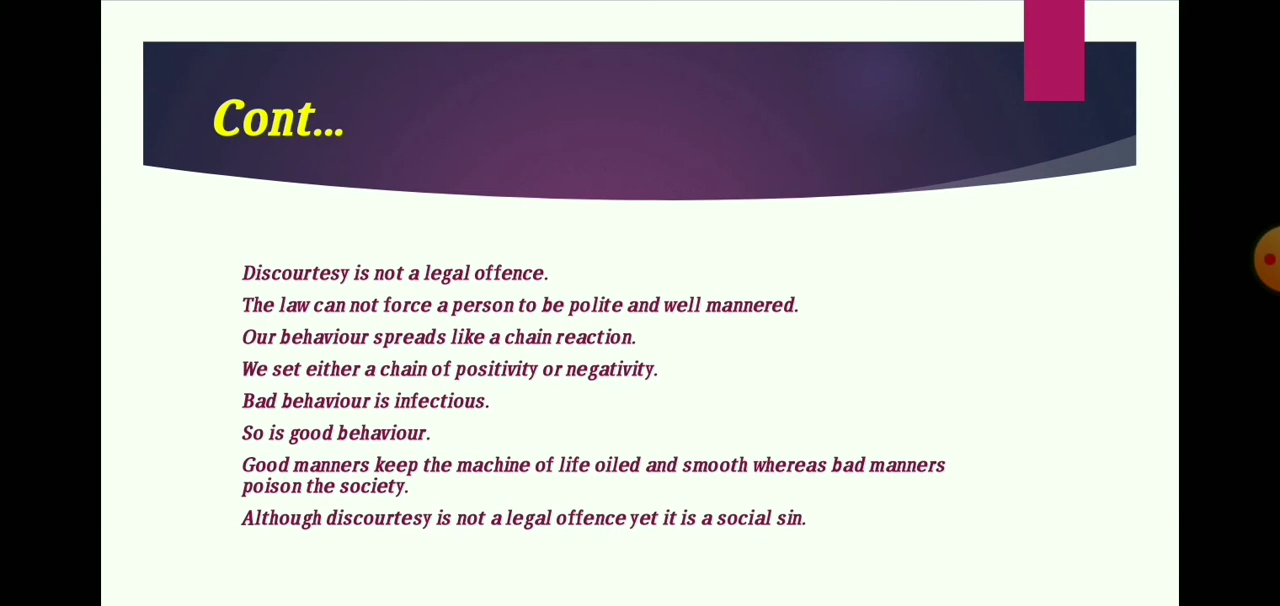 Cont...
Discourtesy is not a legal offence.
The law can not force a person to be polite and well mannered.
Our behaviour spreads like a chain reaction.
We set either a chain of positivity or negativity.
Bad behaviour is infectious.
So is good behaviour.
Good manners keep the machine of life oiled and smooth whereas bad manners
poison the society.
Although discourtesy is not a legal offence yet it is a social sin.